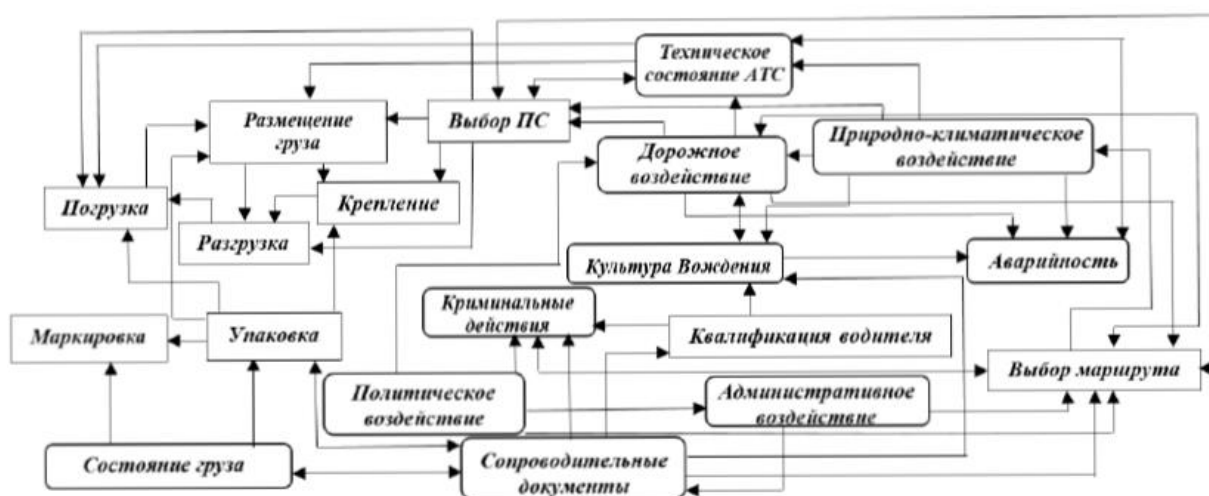 Техническое
состояние АТС
Размещение
груза
Выбор ПС
Природно-климатическое
воздействие
Дорожное
воздействие
Погрузка
Крепление
Разгрузка
Культура Вождения
Аварийность
Криминальные
действия
Маркировка
Упаковка
Квалификация водителя
Выбор маршрута
Политическое
воздействие
Административное
воздействие
Состояние груза
Сопроводительные
документы